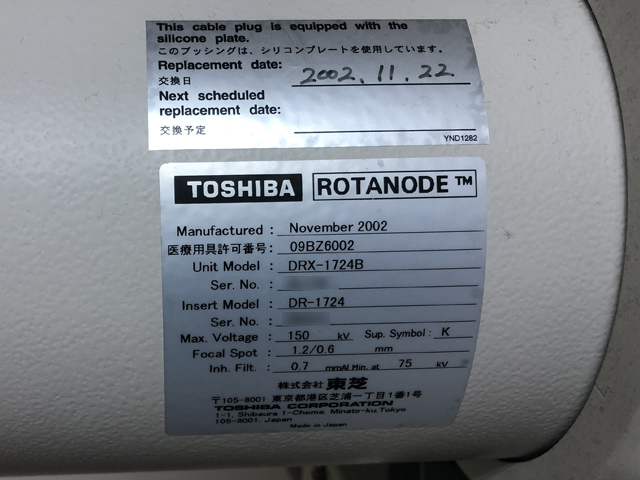 This cable plug is equipped with the
silicone plate.
このブッシングは、シリコンプレートを使用しています。
Replacement date: 2002.11.22
交換日
Next scheduled
replacement date:
交換予定
YND1282
TOSHIBA ROTANODE™
Manufactured : November 2002
医療用具許可番号: 09BZ6002
Unit Model : DRX-1724B
Ser. No. :
Insert Model : DR-1724
Ser. No. :
Max. Voltage : 150 kV Sup. Symbol : K
Focal Spot : 1.2/0.6 mm
Inh. Filt. : 0.7 mmAl Min. at 75 kV
株式会社 東芝
〒105-8001 東京都港区芝浦一丁目1番1号
TOSHIBA CORPORATION
1-1, Shibaura 1-Chome, Minato-ku,Tokyo
105-8001, Japan
Made in Japan